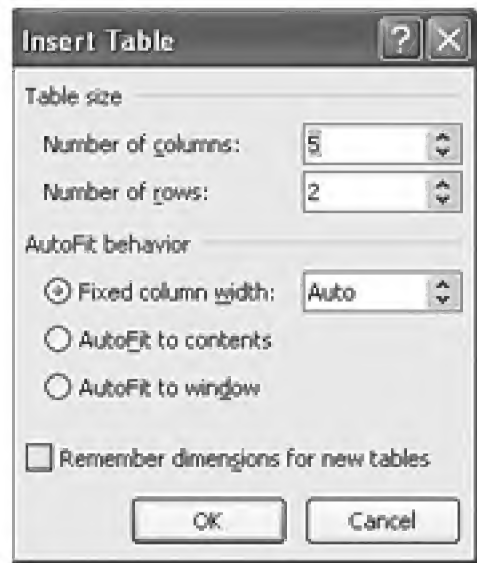 Insert Table
Table size
Number of columns: 5
Number of rows: 2
AutoFit behavior
Fixed column width: Auto
AutoFit to contents
AutoFit to window
Remember dimensions for new tables
OK Cancel